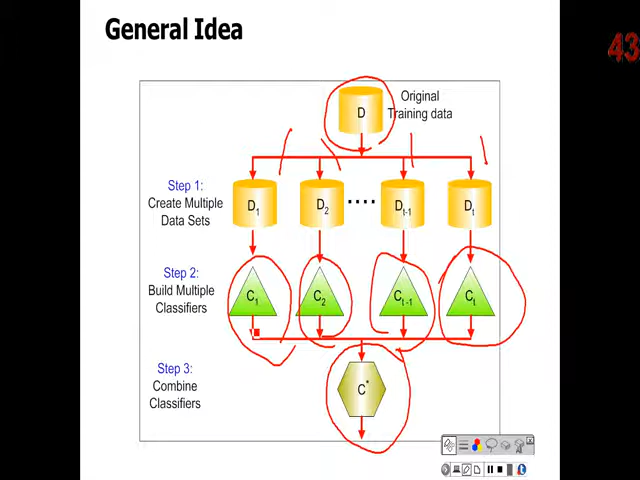 General Idea
43
D
Original
Training data
Step 1:
Create Multiple
Data Sets
D1
D2
....
Dt-1
Dt
Step 2:
Build Multiple
Classifiers
C1
C2
Ct-1
Ct
Step 3:
Combine
Classifiers
C*